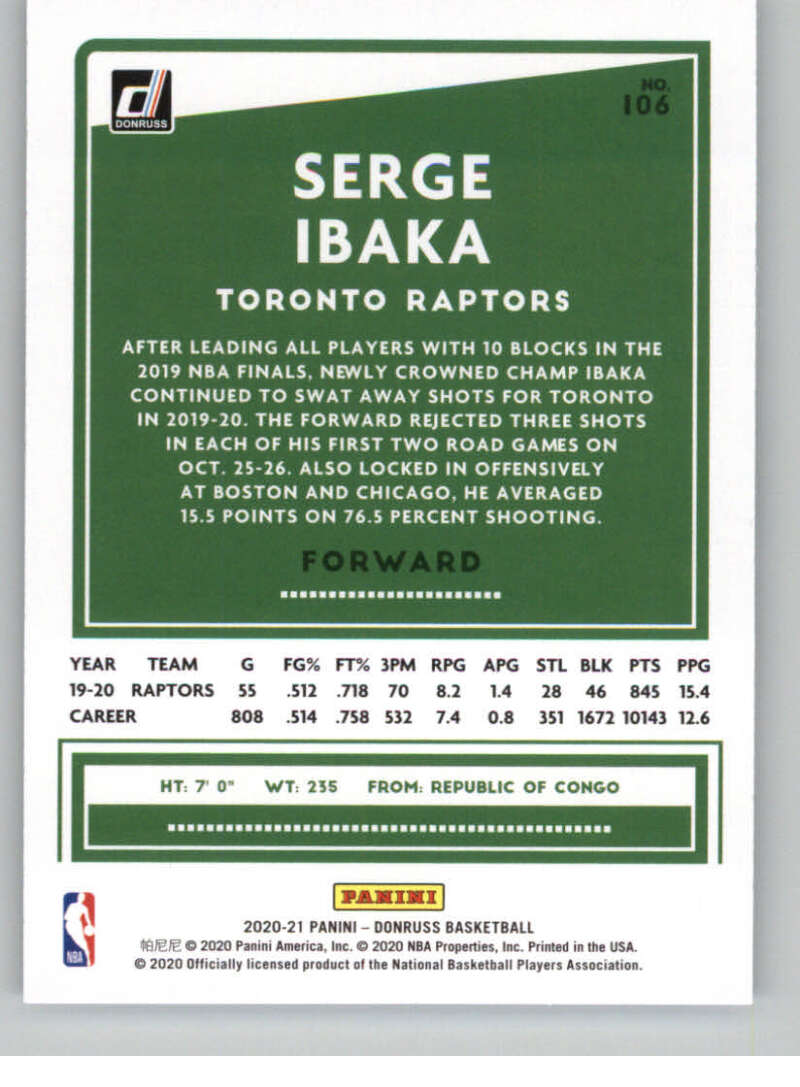 DONRUSS
NO.
106
SERGE
IBAKA
TORONTO RAPTORS
AFTER LEADING ALL PLAYERS WITH 10 BLOCKS IN THE
2019 NBA FINALS, NEWLY CROWNED CHAMP IBAKA
CONTINUED TO SWAT AWAY SHOTS FOR TORONTO
IN 2019-20. THE FORWARD REJECTED THREE SHOTS
IN EACH OF HIS FIRST TWO ROAD GAMES ON
OCT. 25-26. ALSO LOCKED IN OFFENSIVELY
AT BOSTON AND CHICAGO, HE AVERAGED
15.5 POINTS ON 76.5 PERCENT SHOOTING.
FORWARD
YEAR TEAM G FG% FT% 3PM RPG APG STL BLK PTS PPG
19-20 RAPTORS 55 .512 .718 70 8.2 1.4 28 46 845 15.4
CAREER 808 .514 .758 532 7.4 0.8 351 1672 10143 12.6
HT: 7' 0" WT: 235 FROM: REPUBLIC OF CONGO
PANINI
2020-21 PANINI – DONRUSS BASKETBALL
帕尼尼 © 2020 Panini America, Inc. © 2020 NBA Properties, Inc. Printed in the USA.
© 2020 Officially licensed product of the National Basketball Players Association.
NBA